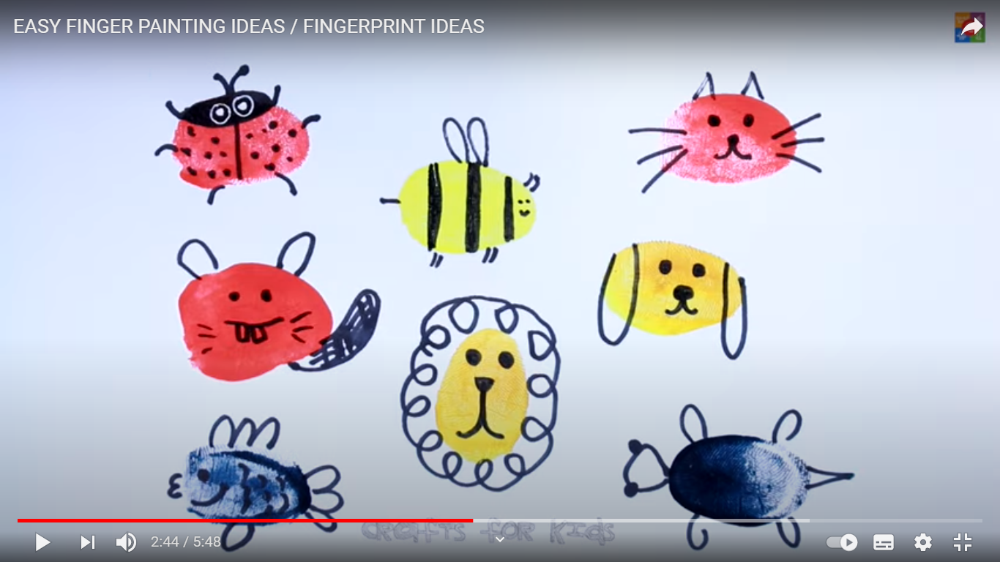 EASY FINGER PAINTING IDEAS / FINGERPRINT IDEAS
CRAFTS FOR KIDS
2:44 / 5:48